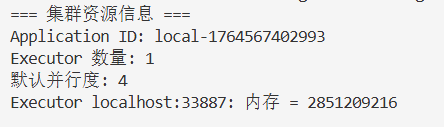 === 集群资源信息 ===
Application ID: local-1764567402993
Executor 数量: 1
默认并行度: 4
Executor localhost:33887: 内存 = 2851209216